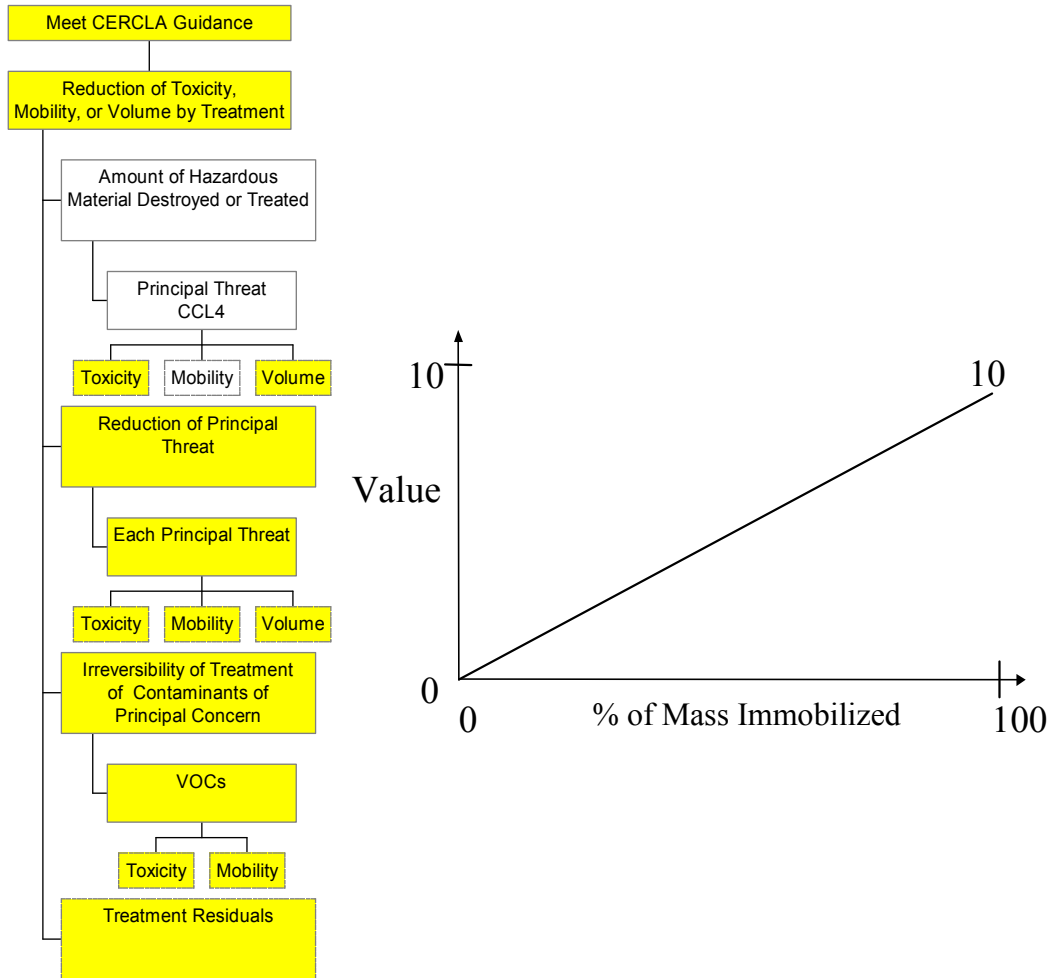 Meet CERCLA Guidance
Reduction of Toxicity,
Mobility, or Volume by Treatment
Amount of Hazardous
Material Destroyed or Treated
Principal Threat
CCL4
Toxicity
Mobility
Volume
Reduction of Principal
Threat
Each Principal Threat
Toxicity
Mobility
Volume
Irreversibility of Treatment
of Contaminants of
Principal Concern
VOCs
Toxicity
Mobility
Treatment Residuals
10
10
Value
0
0
% of Mass Immobilized
100